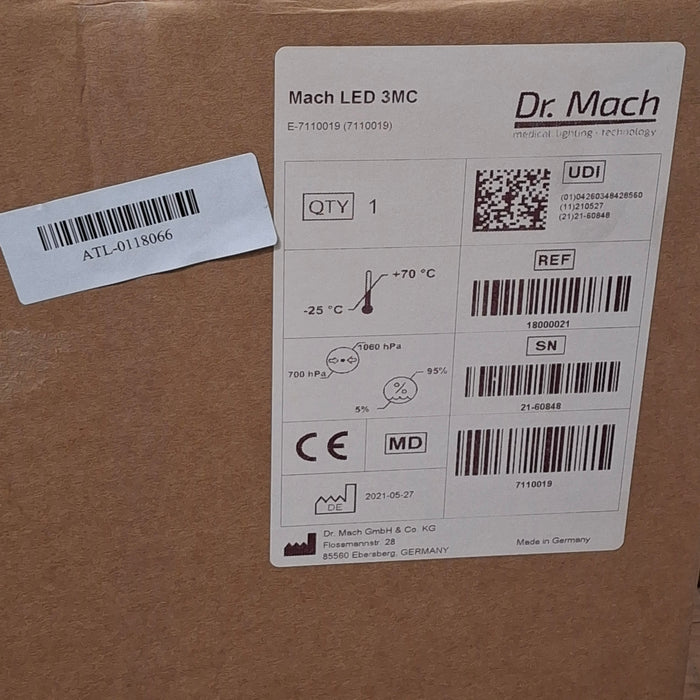 Mach LED 3MC
E-7110019 (7110019)
Dr. Mach
medical · lighting · technology
ATL-0118066
QTY 1
UDI
(01)04260348428560
(11)210527
(21)21-60848
+70 °C
-25 °C
REF
18000021
1060 hPa
700 hPa
95%
%
5%
SN
21-60848
CE
MD
7110019
DE
2021-05-27
Dr. Mach GmbH & Co. KG
Flossmannstr. 28
85560 Ebersberg, GERMANY
Made in Germany